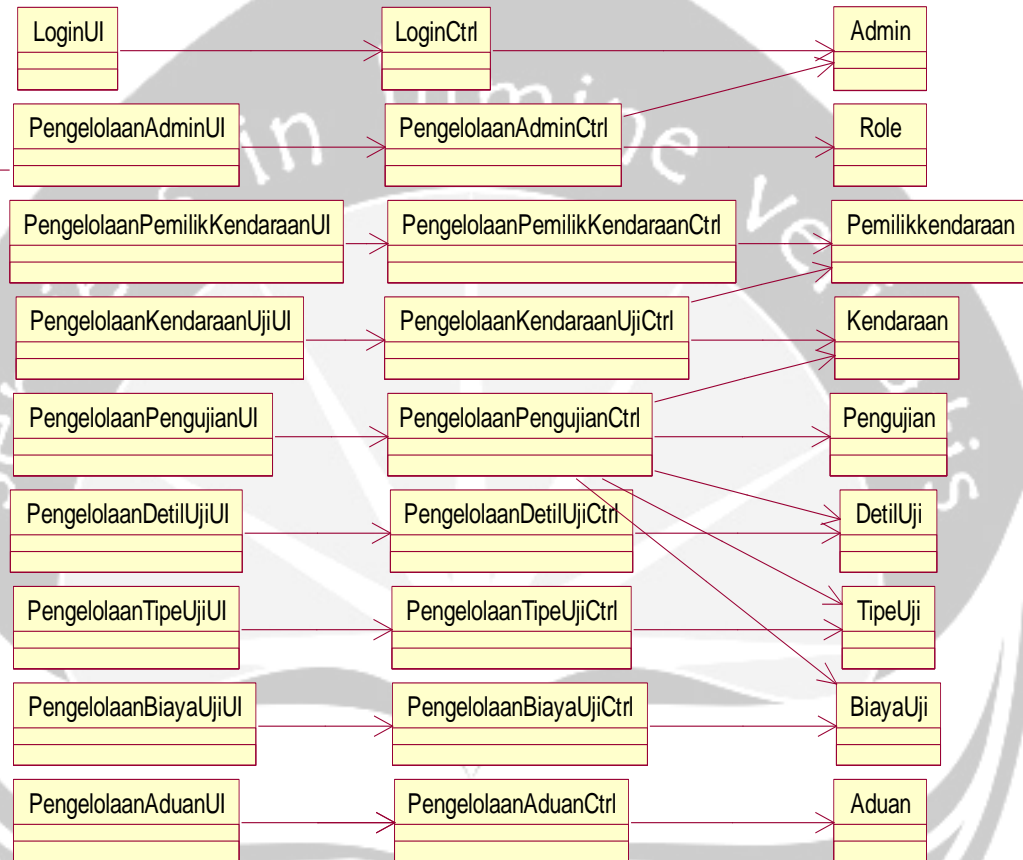 LoginUI
LoginCtrl
Admin
PengelolaanAdminUI
PengelolaanAdminCtrl
Role
PengelolaanPemilikKendaraanUI
PengelolaanPemilikKendaraanCtrl
Pemilikkendaraan
PengelolaanKendaraanUjiUI
PengelolaanKendaraanUjiCtrl
Kendaraan
PengelolaanPengujianUI
PengelolaanPengujianCtrl
Pengujian
PengelolaanDetilUjiUI
PengelolaanDetilUjiCtrl
DetilUji
PengelolaanTipeUjiUI
PengelolaanTipeUjiCtrl
TipeUji
PengelolaanBiayaUjiUI
PengelolaanBiayaUjiCtrl
BiayaUji
PengelolaanAduanUI
PengelolaanAduanCtrl
Aduan